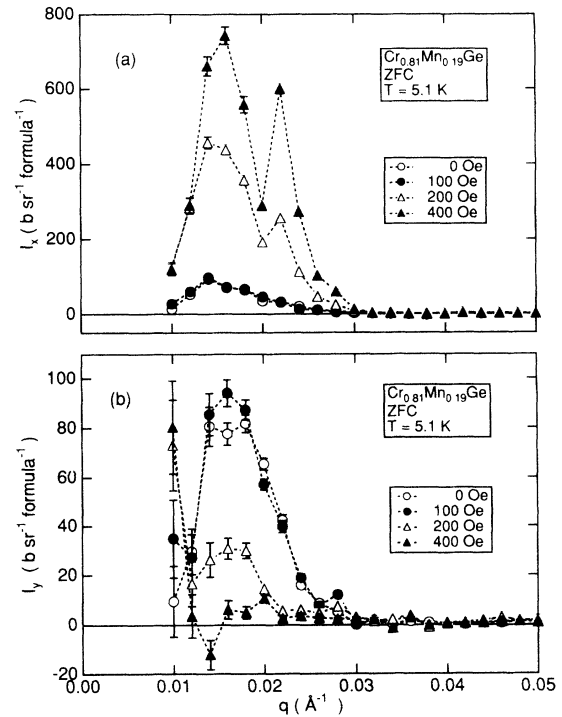 800
600
400
200
0
(a)
Cr0.81Mn0.19Ge
ZFC
T = 5.1 K
0 Oe
100 Oe
200 Oe
400 Oe
Ix ( b sr-1 formula-1 )
100
80
60
40
20
0
-20
(b)
Cr0.81Mn0.19Ge
ZFC
T = 5.1 K
0 Oe
100 Oe
200 Oe
400 Oe
Iy ( b sr-1 formula-1 )
0.00 0.01 0.02 0.03 0.04 0.05
q ( Å-1 )